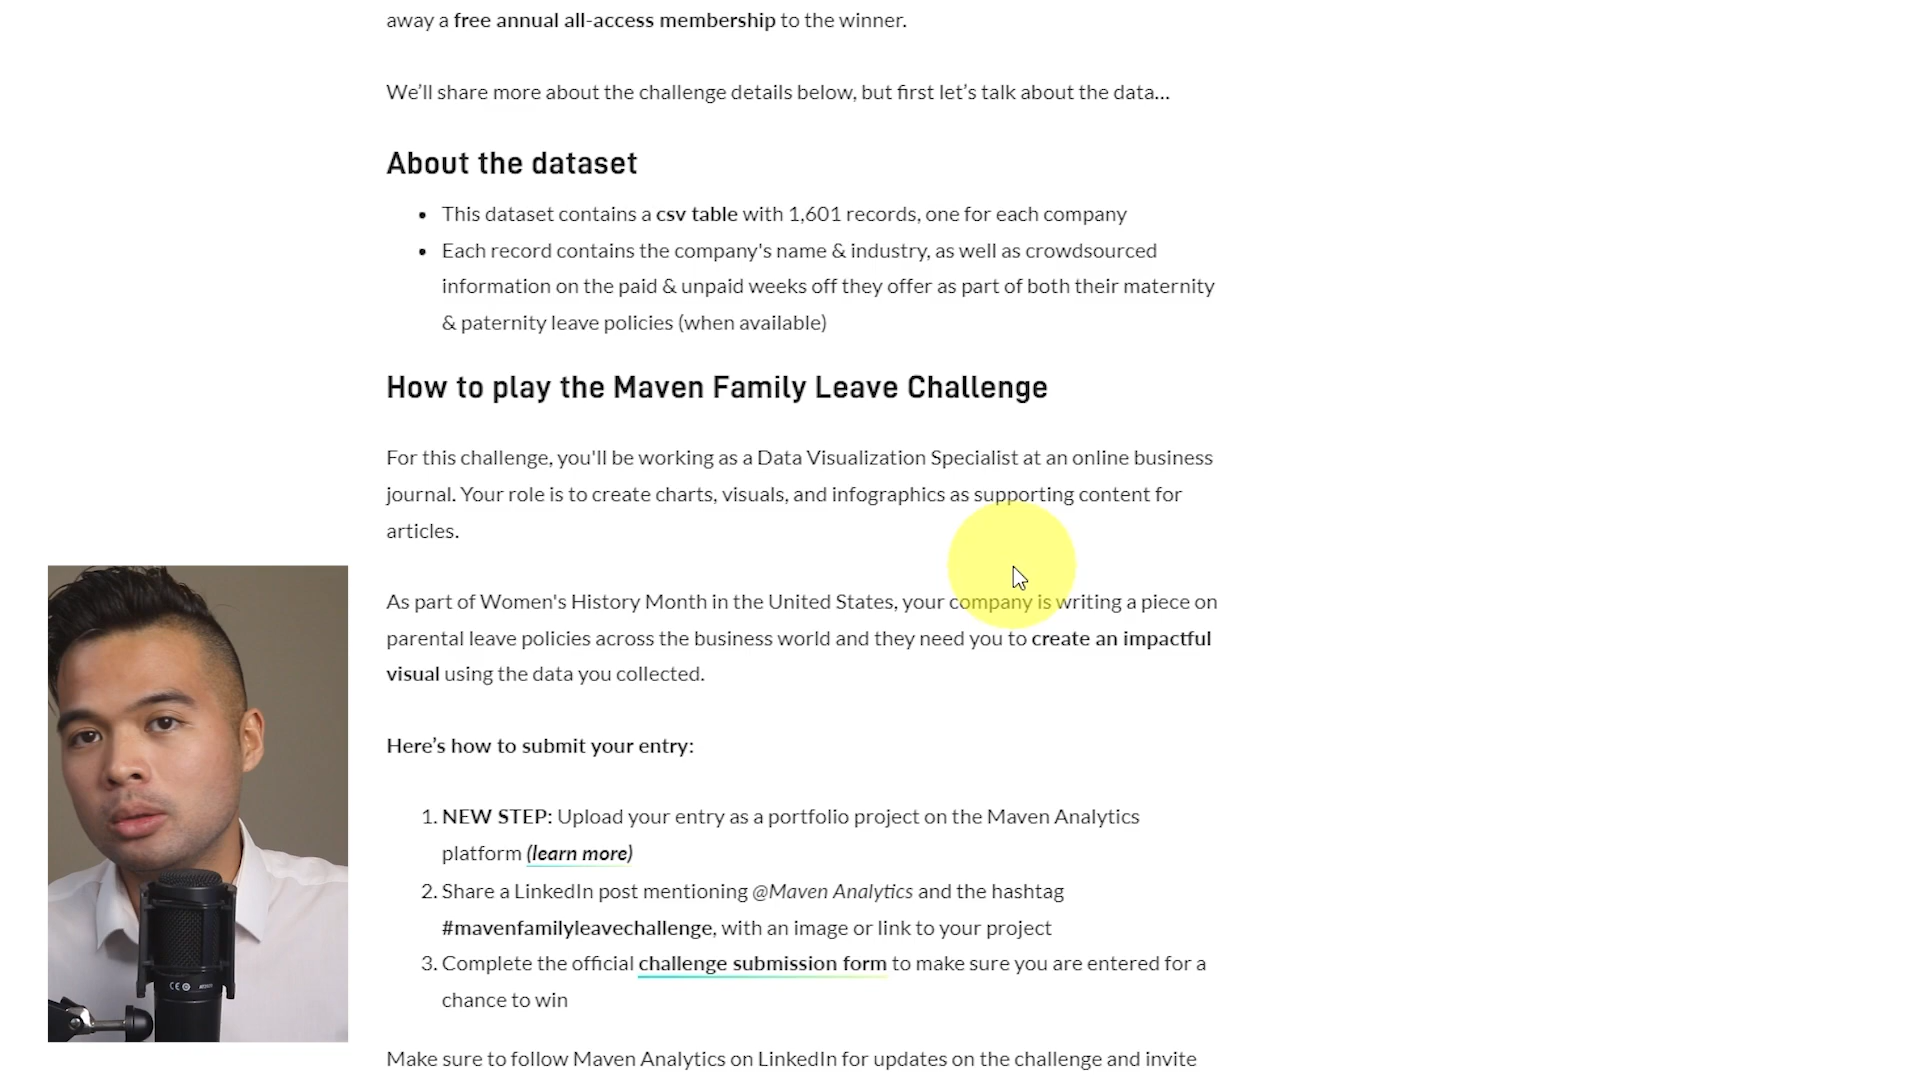 away a free annual all-access membership to the winner.
We’ll share more about the challenge details below, but first let’s talk about the data…
About the dataset
• This dataset contains a csv table with 1,601 records, one for each company
• Each record contains the company's name & industry, as well as crowdsourced
information on the paid & unpaid weeks off they offer as part of both their maternity
& paternity leave policies (when available)
How to play the Maven Family Leave Challenge
For this challenge, you'll be working as a Data Visualization Specialist at an online business
journal. Your role is to create charts, visuals, and infographics as supporting content for
articles.
As part of Women's History Month in the United States, your company is writing a piece on
parental leave policies across the business world and they need you to create an impactful
visual using the data you collected.
Here’s how to submit your entry:
1. NEW STEP: Upload your entry as a portfolio project on the Maven Analytics
platform (learn more)
2. Share a LinkedIn post mentioning @Maven Analytics and the hashtag
#mavenfamilyleavechallenge, with an image or link to your project
3. Complete the official challenge submission form to make sure you are entered for a
chance to win
Make sure to follow Maven Analytics on LinkedIn for updates on the challenge and invite
CE